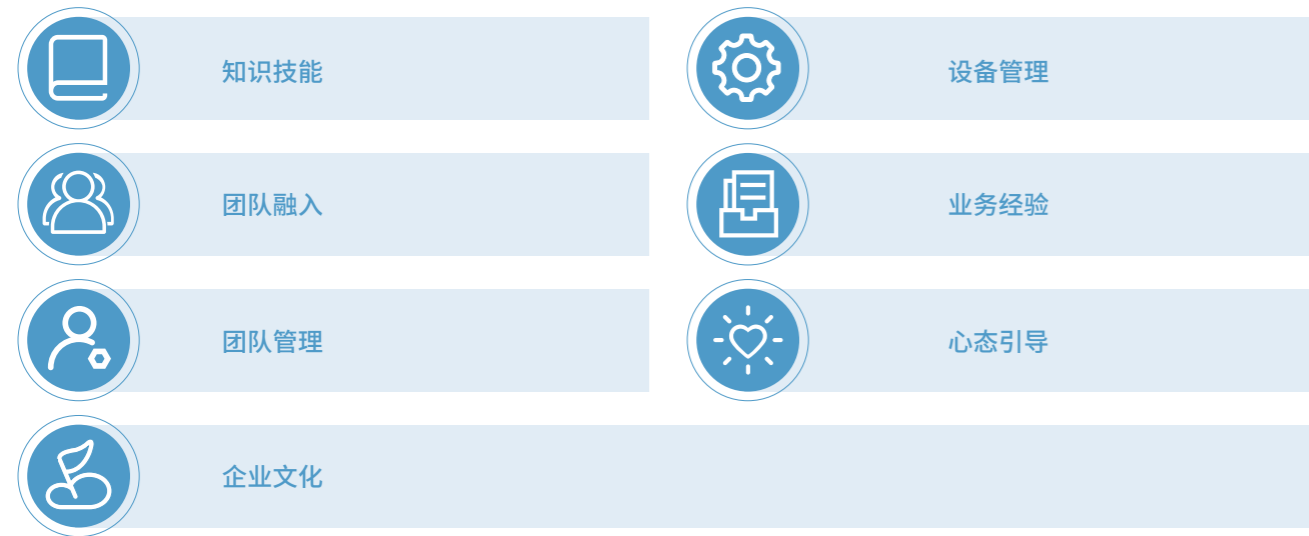 知识技能
设备管理
团队融入
业务经验
团队管理
心态引导
企业文化